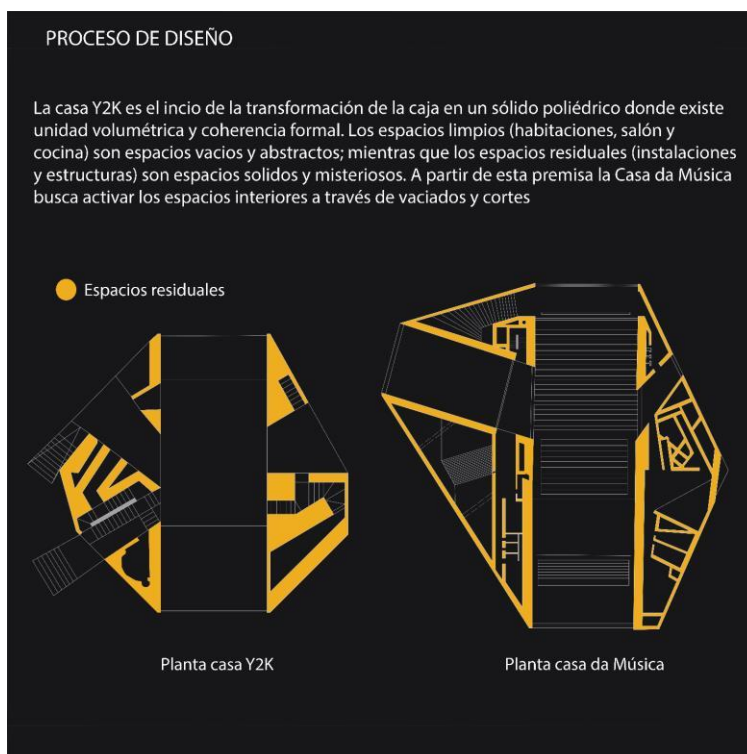 PROCESO DE DISEÑO
La casa Y2K es el incio de la transformación de la caja en un sólido poliédrico donde existe
unidad volumétrica y coherencia formal. Los espacios limpios (habitaciones, salón y
cocina) son espacios vacios y abstractos; mientras que los espacios residuales (instalaciones
y estructuras) son espacios solidos y misteriosos. A partir de esta premisa la Casa da Música
busca activar los espacios interiores a través de vaciados y cortes
Espacios residuales
Planta casa Y2K
Planta casa da Música